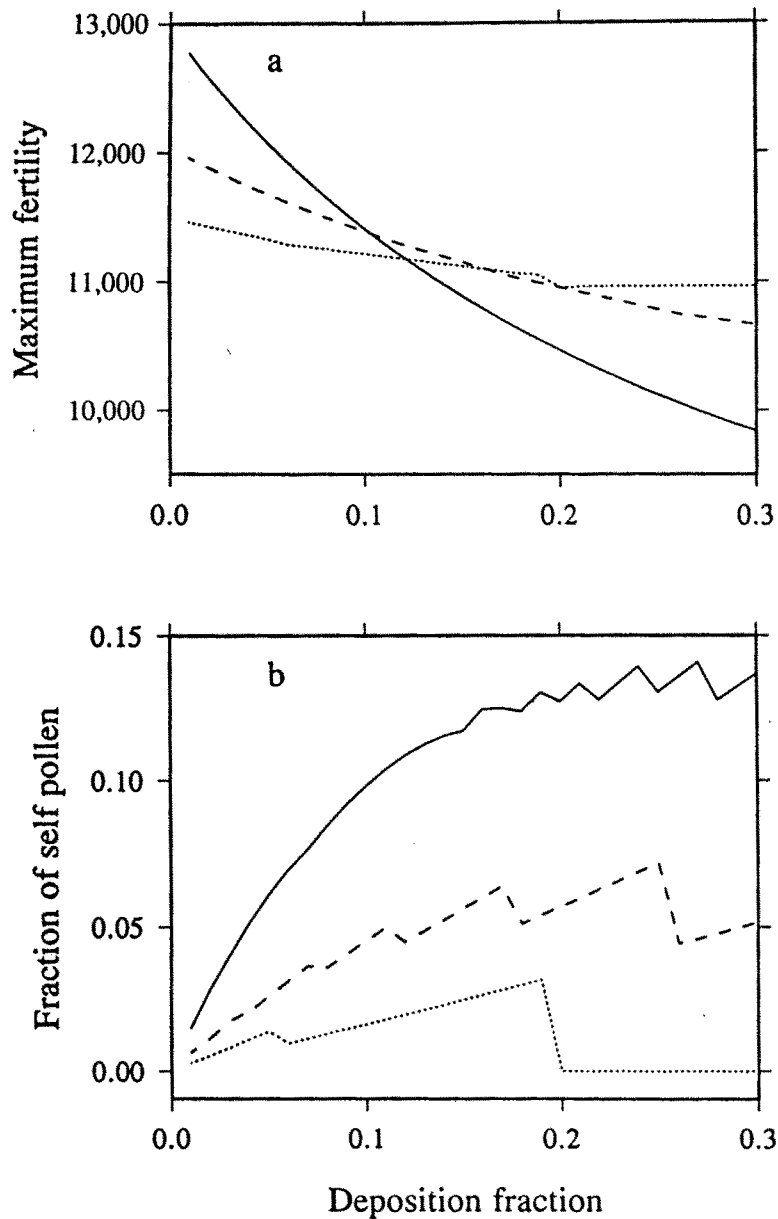 13,000
a
12,000
11,000
10,000
Maximum fertility
0.0 0.1 0.2 0.3
0.15
b
0.10
0.05
0.00
Fraction of self pollen
0.0 0.1 0.2 0.3
Deposition fraction